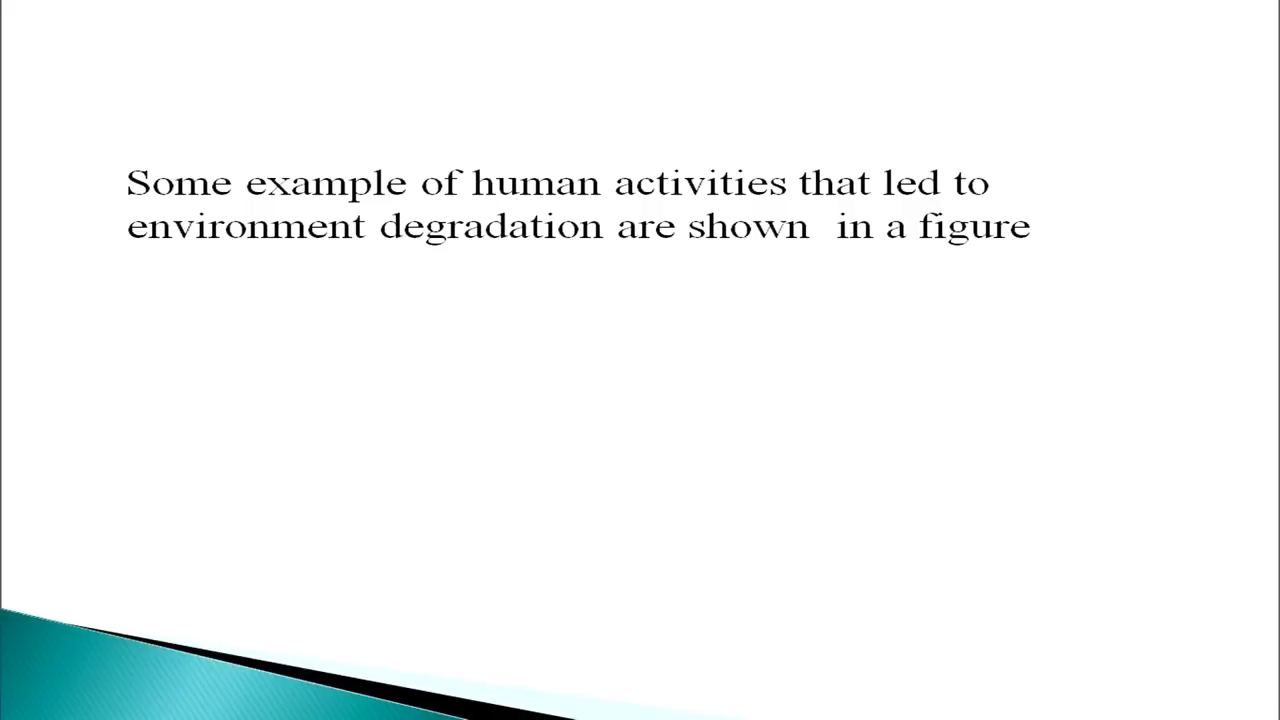 Some example of human activities that led to
environment degradation are shown in a figure